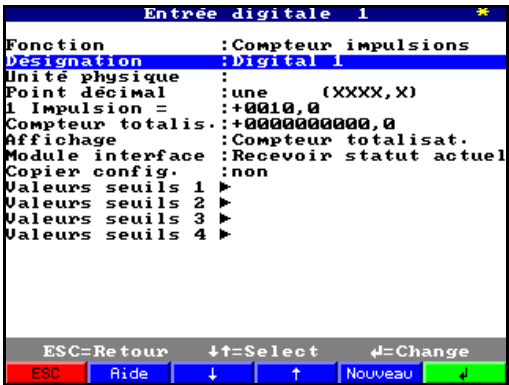 Entrée digitale 1 *
Fonction :Compteur impulsions
Désignation :Digital 1
Unité physique :
Point décimal :une (XXXX,X)
1 Impulsion = :+0010,0
Compteur totalis.:+0000000000,0
Affichage :Compteur totalisat.
Module interface :Recevoir statut actuel
Copier config. :non
Valeurs seuils 1 ►
Valeurs seuils 2 ►
Valeurs seuils 3 ►
Valeurs seuils 4 ►
ESC=Retour ↓↑=Select ↵=Change
ESC Aide ↓ ↑ Nouveau ↵